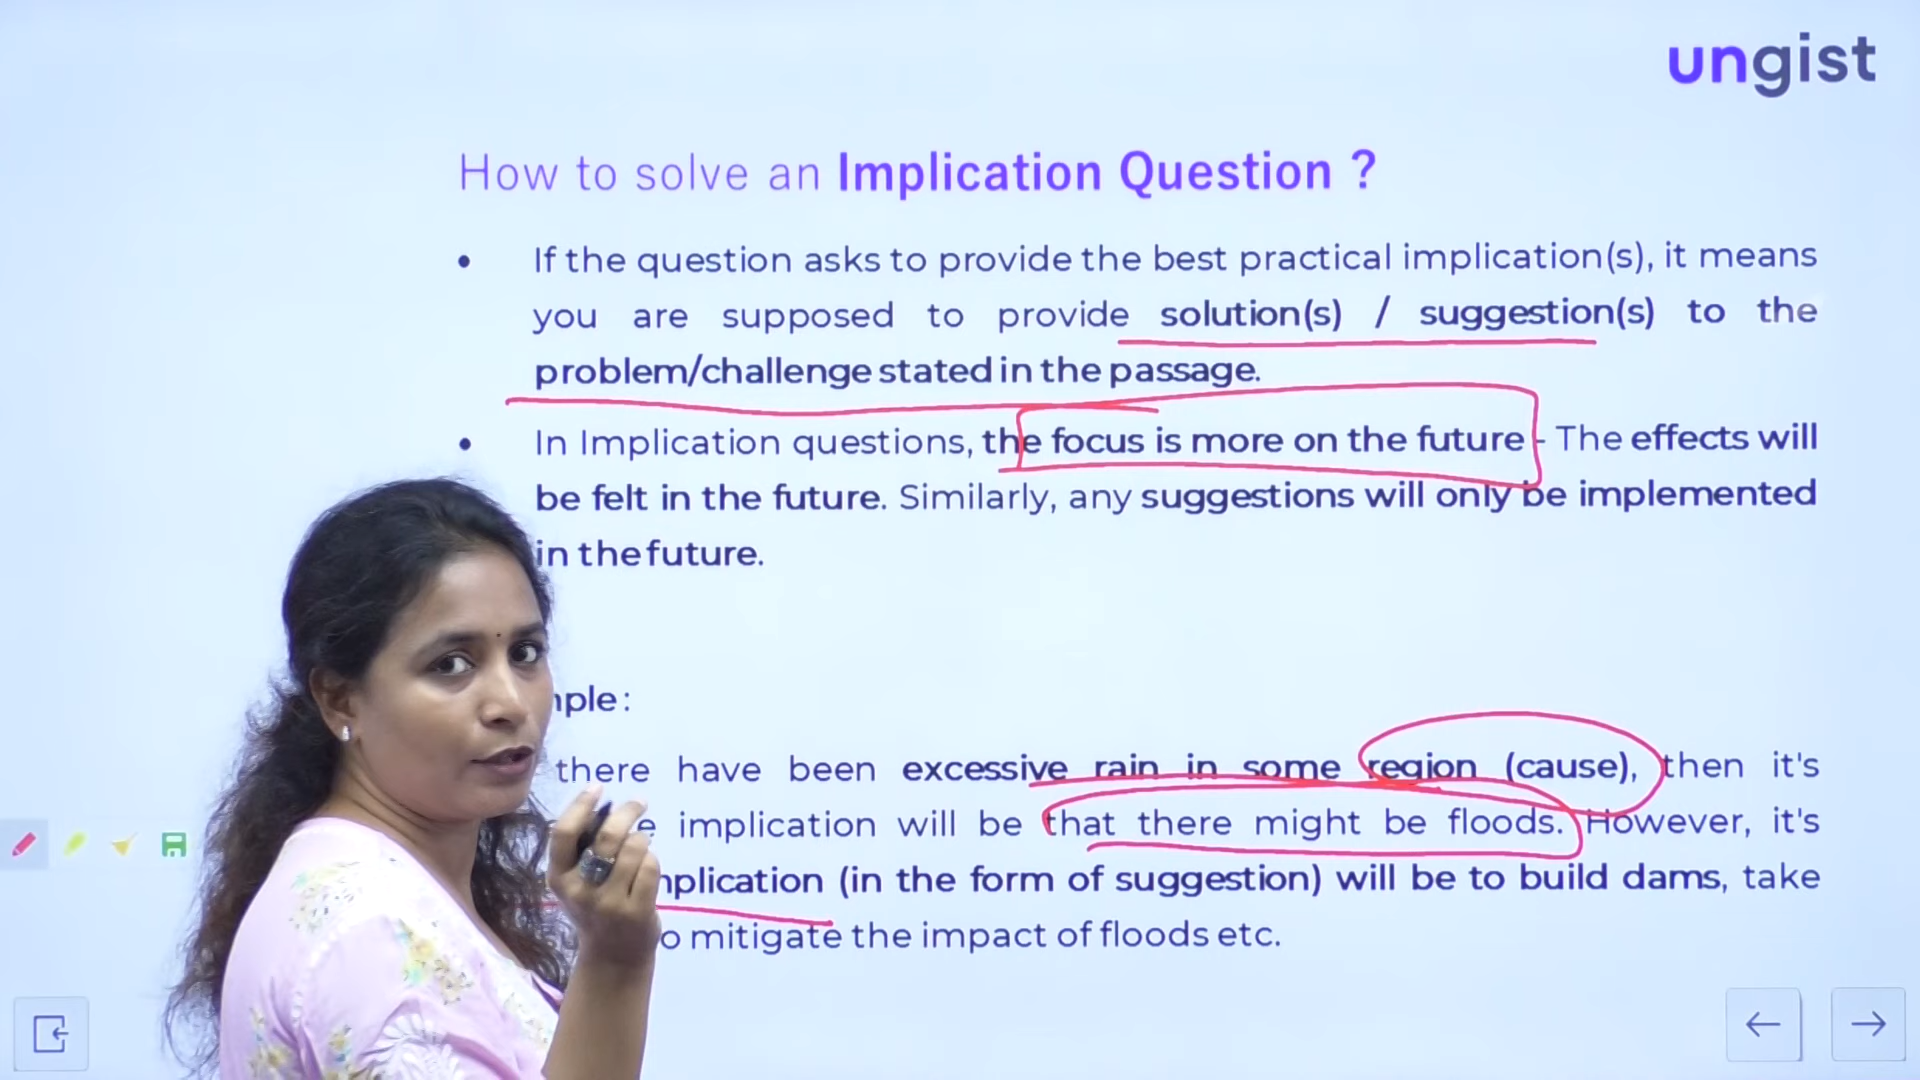 ungist
How to solve an Implication Question ?
• If the question asks to provide the best practical implication(s), it means
you are supposed to provide solution(s) / suggestion(s) to the
problem/challenge stated in the passage.
• In Implication questions, the focus is more on the future - The effects will
be felt in the future. Similarly, any suggestions will only be implemented
in the future.
mple :
there have been excessive rain in some region (cause), then it's
implication will be that there might be floods. However, it's
mplication (in the form of suggestion) will be to build dams, take
mitigate the impact of floods etc.